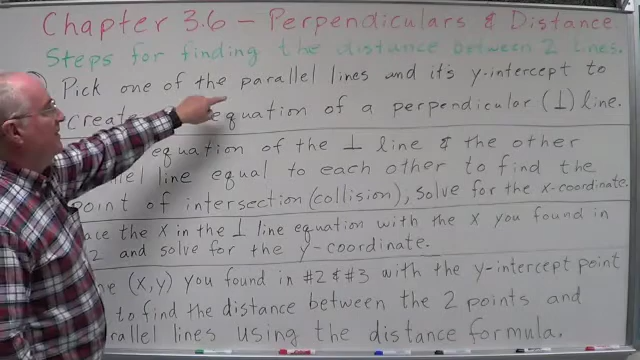 Chapter 3.6 - Perpendiculars & Distance
Steps for finding the distance between 2 lines.
Pick one of the parallel lines and it's y-intercept to
create equation of a perpendicular (⊥) line.
equation of the ⊥ line & the other
line equal to each other to find the
of intersection (collision), solve for the x-coordinate.
the x in the ⊥ line equation with the x you found in
2 and solve for the y-coordinate.
(x,y) you found in #2 & #3 with the y-intercept point
to find the distance between the 2 points and
lines using the distance formula.